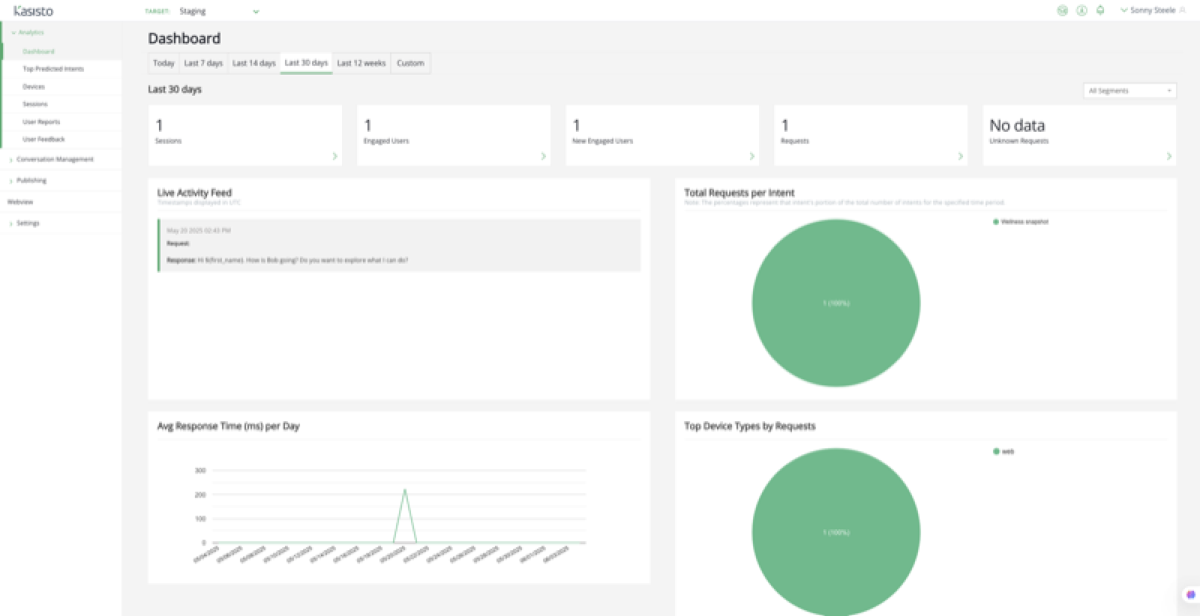 Kasisto
TARGET: Staging
Sonny Steele
Analytics
Dashboard
Top Predicted Intents
Devices
Sessions
User Reports
User Feedback
Conversation Management
Publishing
Webview
Settings
Dashboard
Today Last 7 days Last 14 days Last 30 days Last 12 weeks Custom
Last 30 days
All Segments
1
Sessions
1
Engaged Users
1
New Engaged Users
1
Requests
No data
Unknown Requests
Live Activity Feed
Timestamps displayed in UTC
May 20 2025 02:43 PM
Request:
Response: Hi ${first_name}. How is Bob going? Do you want to explore what I can do?
Total Requests per Intent
Note: The percentages represent that intent's portion of the total number of intents for the specified time period.
Wellness snapshot
1 (100%)
Avg Response Time (ms) per Day
300
200
100
0
05/04/2025 05/06/2025 05/08/2025 05/10/2025 05/12/2025 05/14/2025 05/16/2025 05/18/2025 05/20/2025 05/22/2025 05/24/2025 05/26/2025 05/28/2025 05/30/2025 06/01/2025 06/03/2025
Top Device Types by Requests
web
1 (100%)